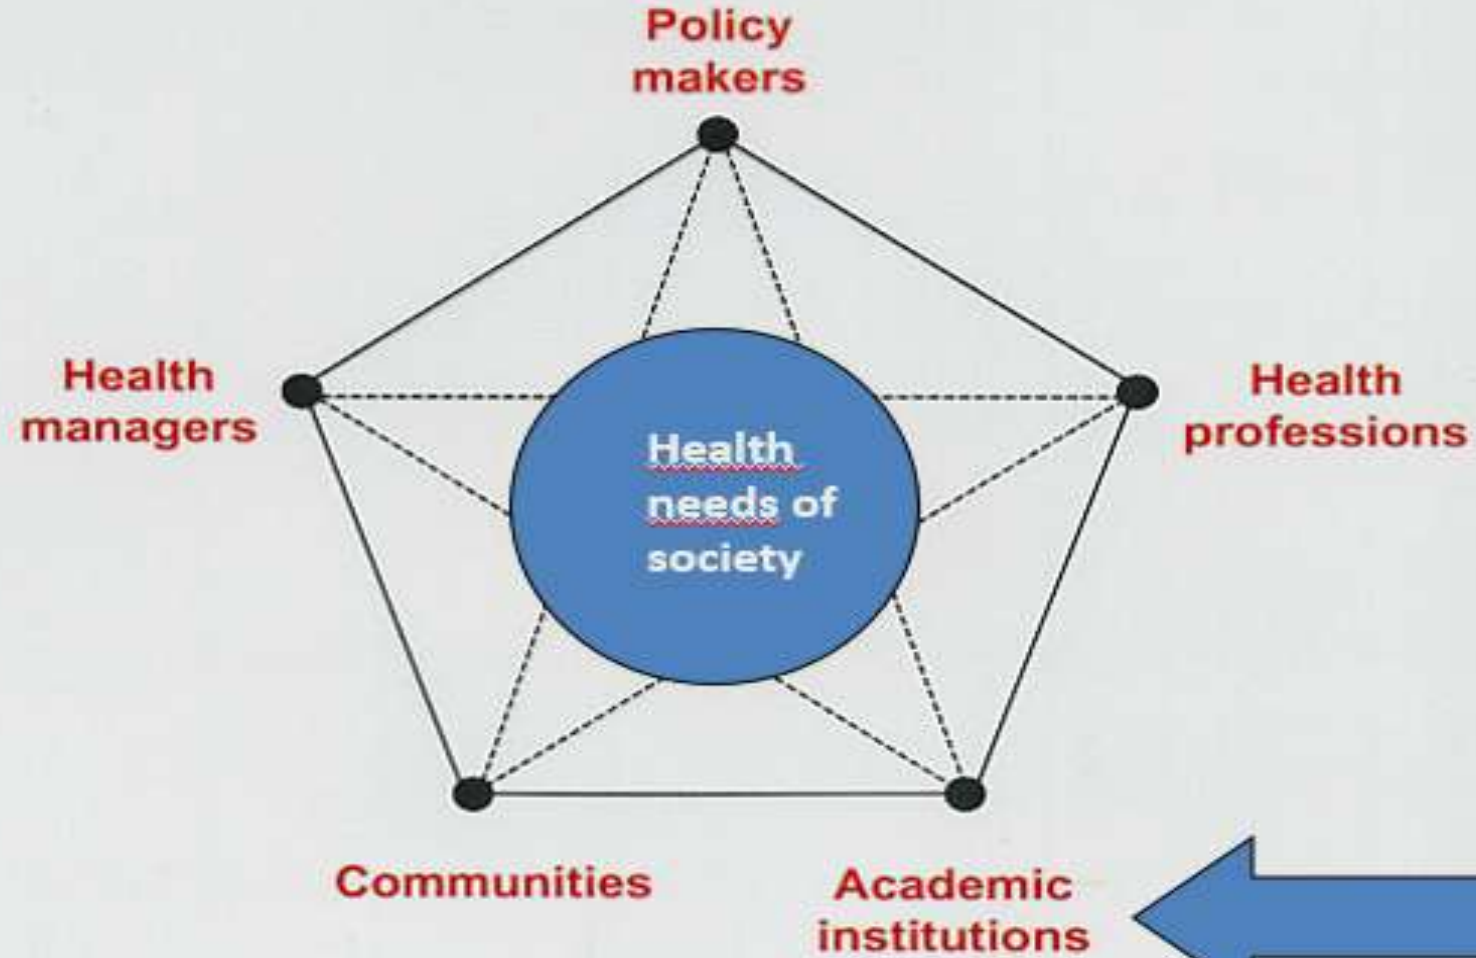 Policy
makers
Health
managers
Health
professions
Health
needs of
society
Communities
Academic
institutions